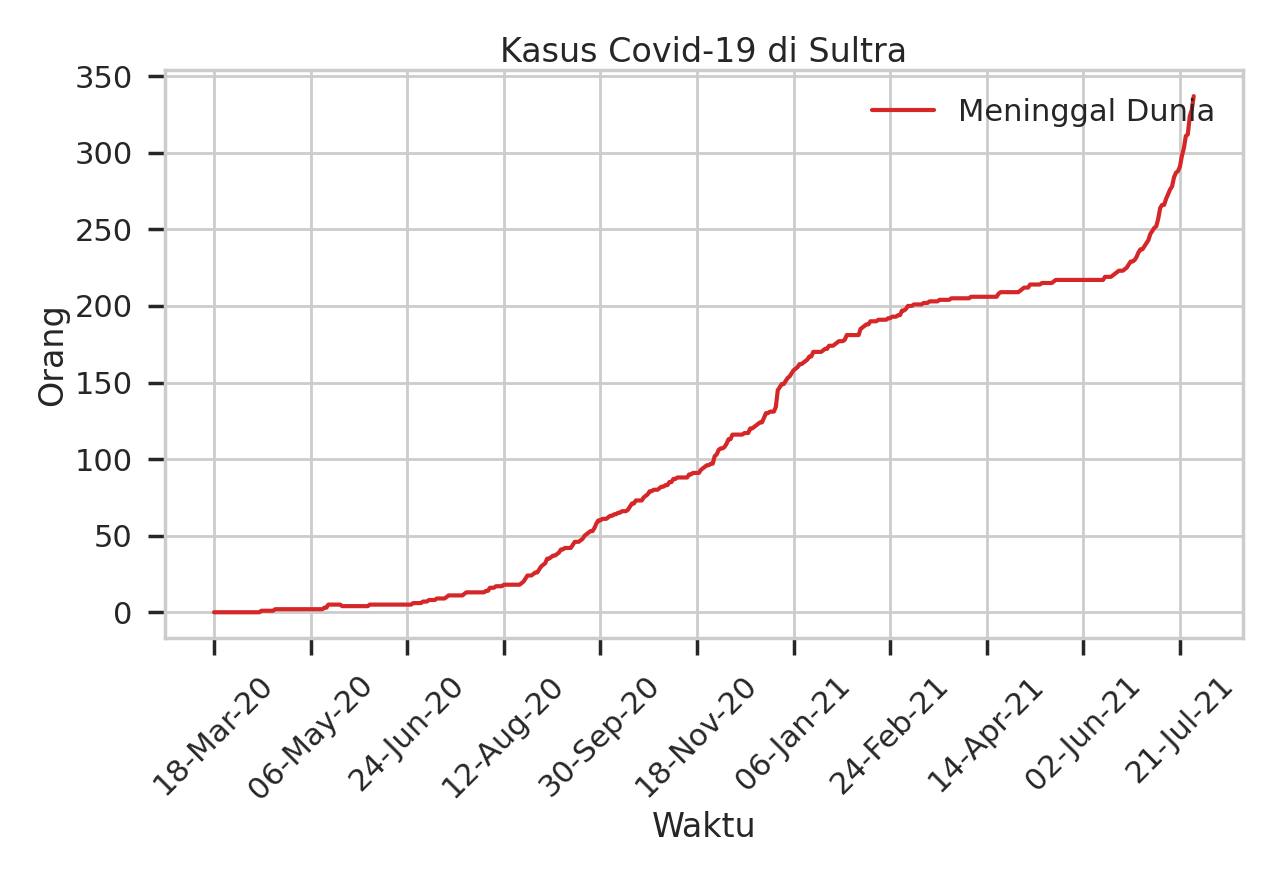 Kasus Covid-19 di Sultra
Meninggal Dunia
350
300
250
200
150
100
50
0
Orang
18-Mar-20
06-May-20
24-Jun-20
12-Aug-20
30-Sep-20
18-Nov-20
06-Jan-21
24-Feb-21
14-Apr-21
02-Jun-21
21-Jul-21
Waktu